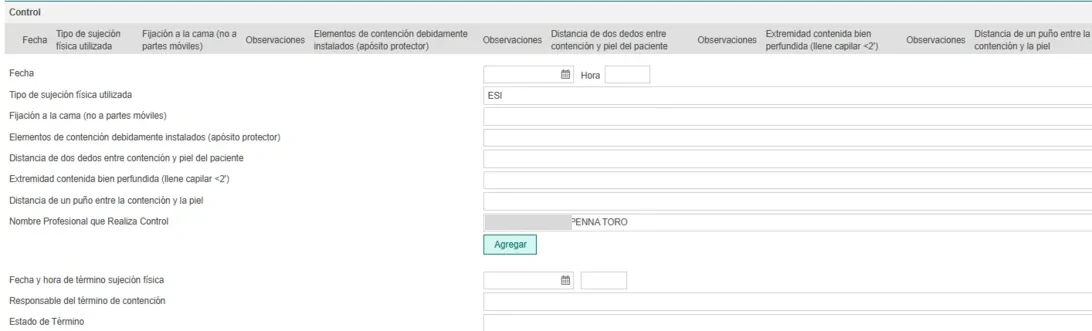 Control
Fecha Tipo de sujeción física utilizada Fijación a la cama (no a partes móviles) Observaciones Elementos de contención debidamente instalados (apósito protector) Observaciones Distancia de dos dedos entre contención y piel del paciente Observaciones Extremidad contenida bien perfundida (llene capilar <2') Observaciones Distancia de un puño entre la contención y la piel
Fecha Hora
Tipo de sujeción física utilizada ESI
Fijación a la cama (no a partes móviles)
Elementos de contención debidamente instalados (apósito protector)
Distancia de dos dedos entre contención y piel del paciente
Extremidad contenida bien perfundida (llene capilar <2')
Distancia de un puño entre la contención y la piel
Nombre Profesional que Realiza Control PENNA.TORO
Agregar
Fecha y hora de término sujeción física
Responsable del término de contención
Estado de Término